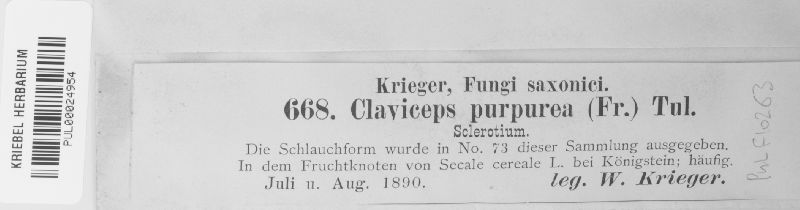 KRIEBEL HERBARIUM
PUL00024954
Krieger, Fungi saxonici.
668. Claviceps purpurea (Fr.) Tul.
Sclerotium.
Die Schlauchform wurde in No. 73 dieser Sammlung ausgegeben.
In dem Fruchtknoten von Secale cereale L. bei Königstein; häufig.
Juli u. Aug. 1890. leg. W. Krieger.
PUL F10263